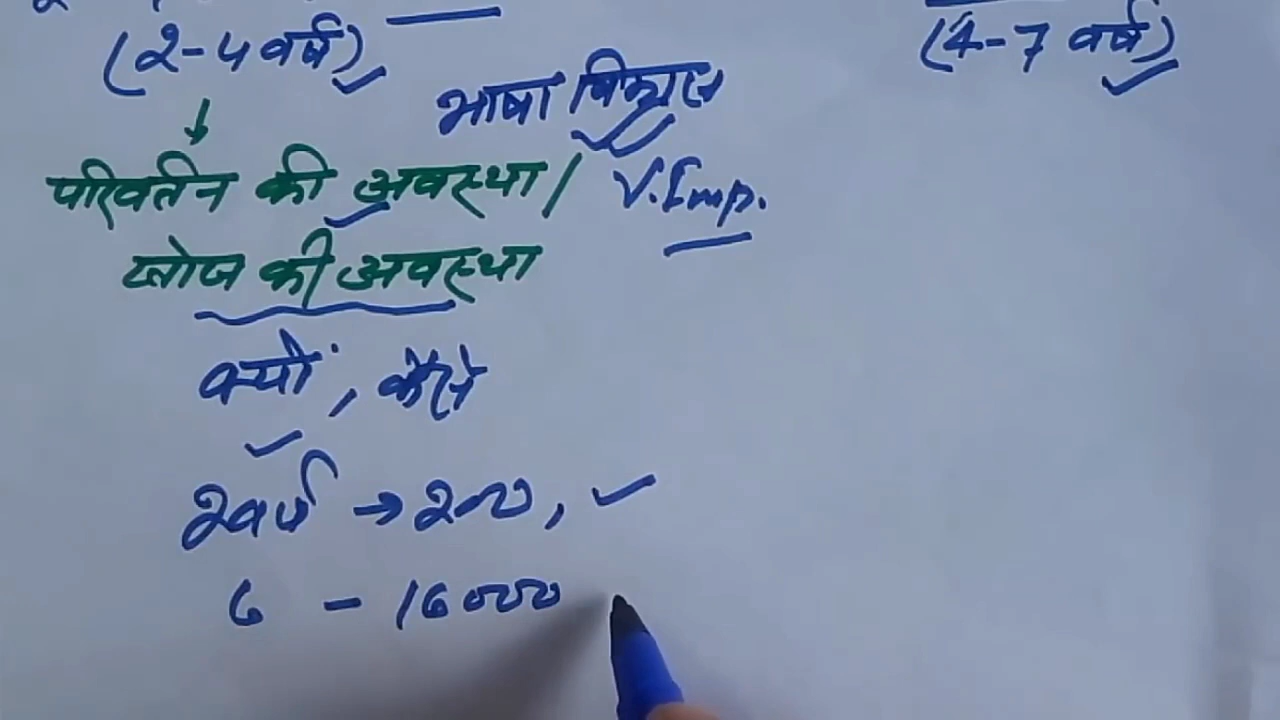 (2-4 वर्ष)
(4-7 वर्ष)
भाषा विकास
परिवर्तन की अवस्था/
V.Imp.
खोज की अवस्था
क्यों, कैसे
2वर्ष → 200,
6 - 16000